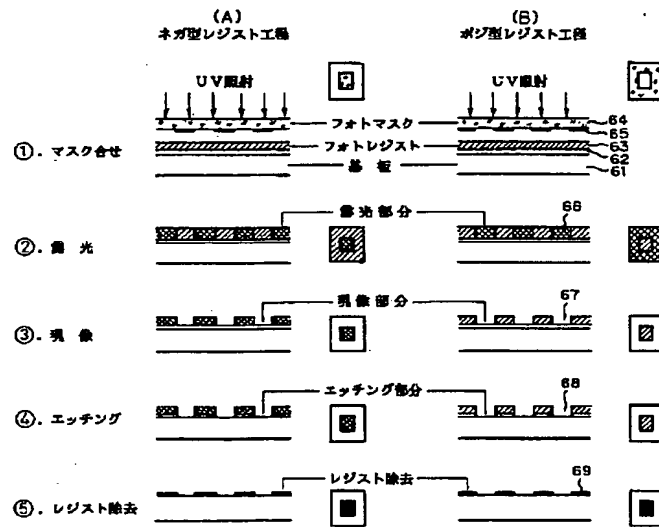 (A)
ネガ型レジスト工程
(B)
ポジ型レジスト工程
UV照射
UV照射
フォトマスク
64
65
①. マスク合せ
フォトレジスト
63
62
基板
61
露光部分
66
②. 露光
現像部分
67
③. 現像
エッチング部分
68
④. エッチング
レジスト除去
69
⑤. レジスト除去